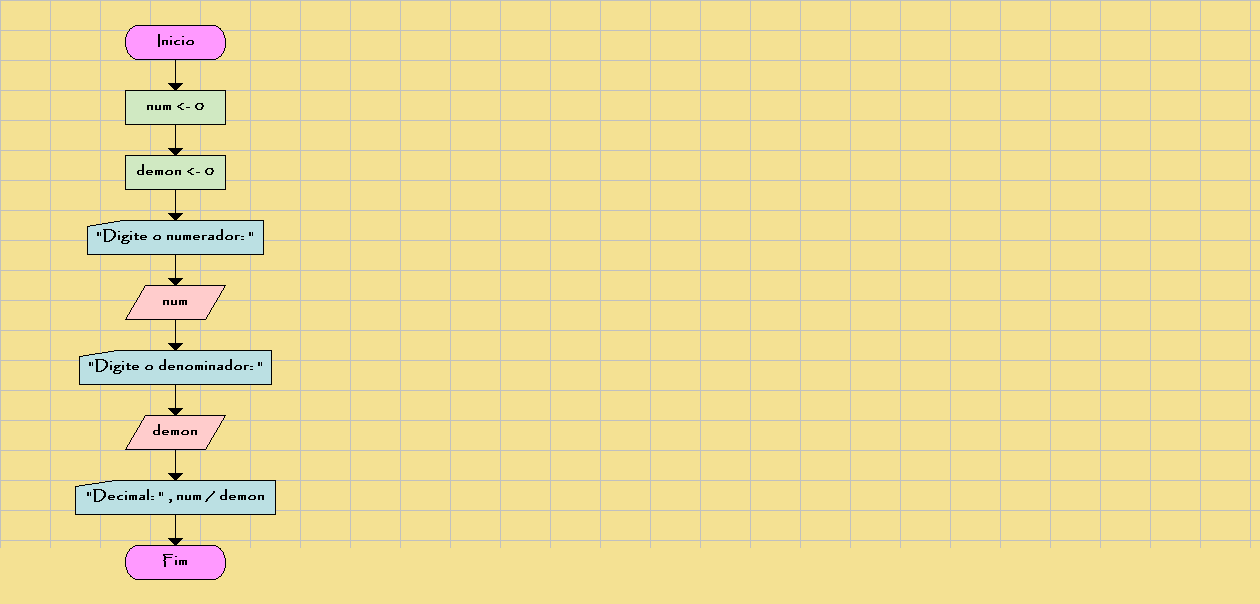 Inicio
num <- 0
demon <- 0
"Digite o numerador: "
num
"Digite o denominador: "
demon
"Decimal: " , num / demon
Fim